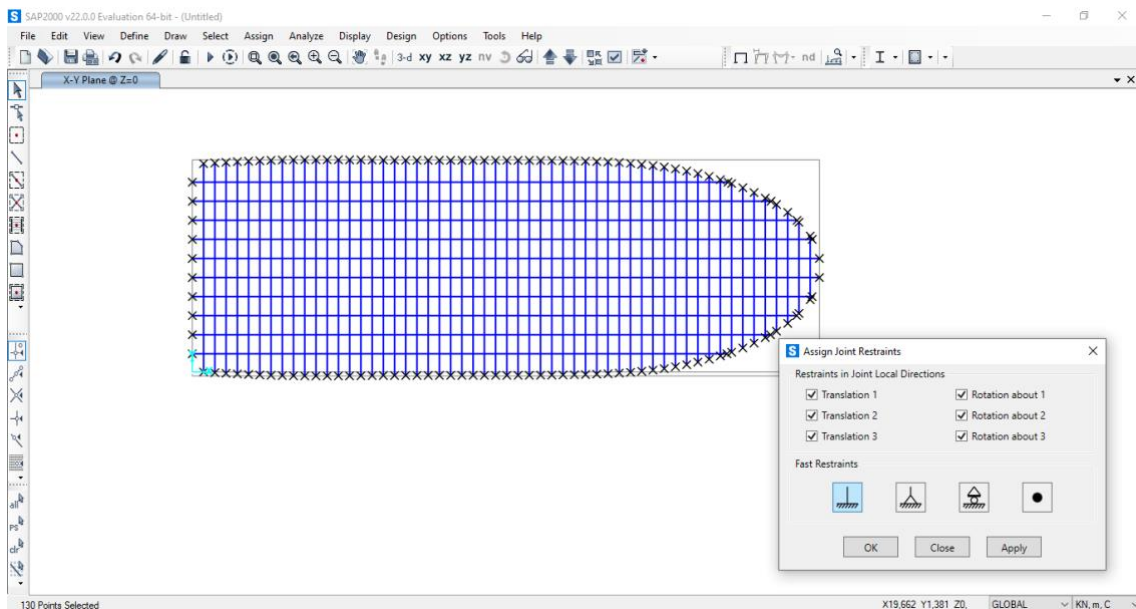 S SAP2000 v22.0.0 Evaluation 64-bit - (Untitled)
File Edit View Define Draw Select Assign Analyze Display Design Options Tools Help
3-d xy xz yz nv nd
X-Y Plane @ Z=0
S Assign Joint Restraints
Restraints in Joint Local Directions
Translation 1 Rotation about 1
Translation 2 Rotation about 2
Translation 3 Rotation about 3
Fast Restraints
OK Close Apply
all
ps
clr
130 Points Selected X19,662 Y1,381 Z0, GLOBAL KN, m, C